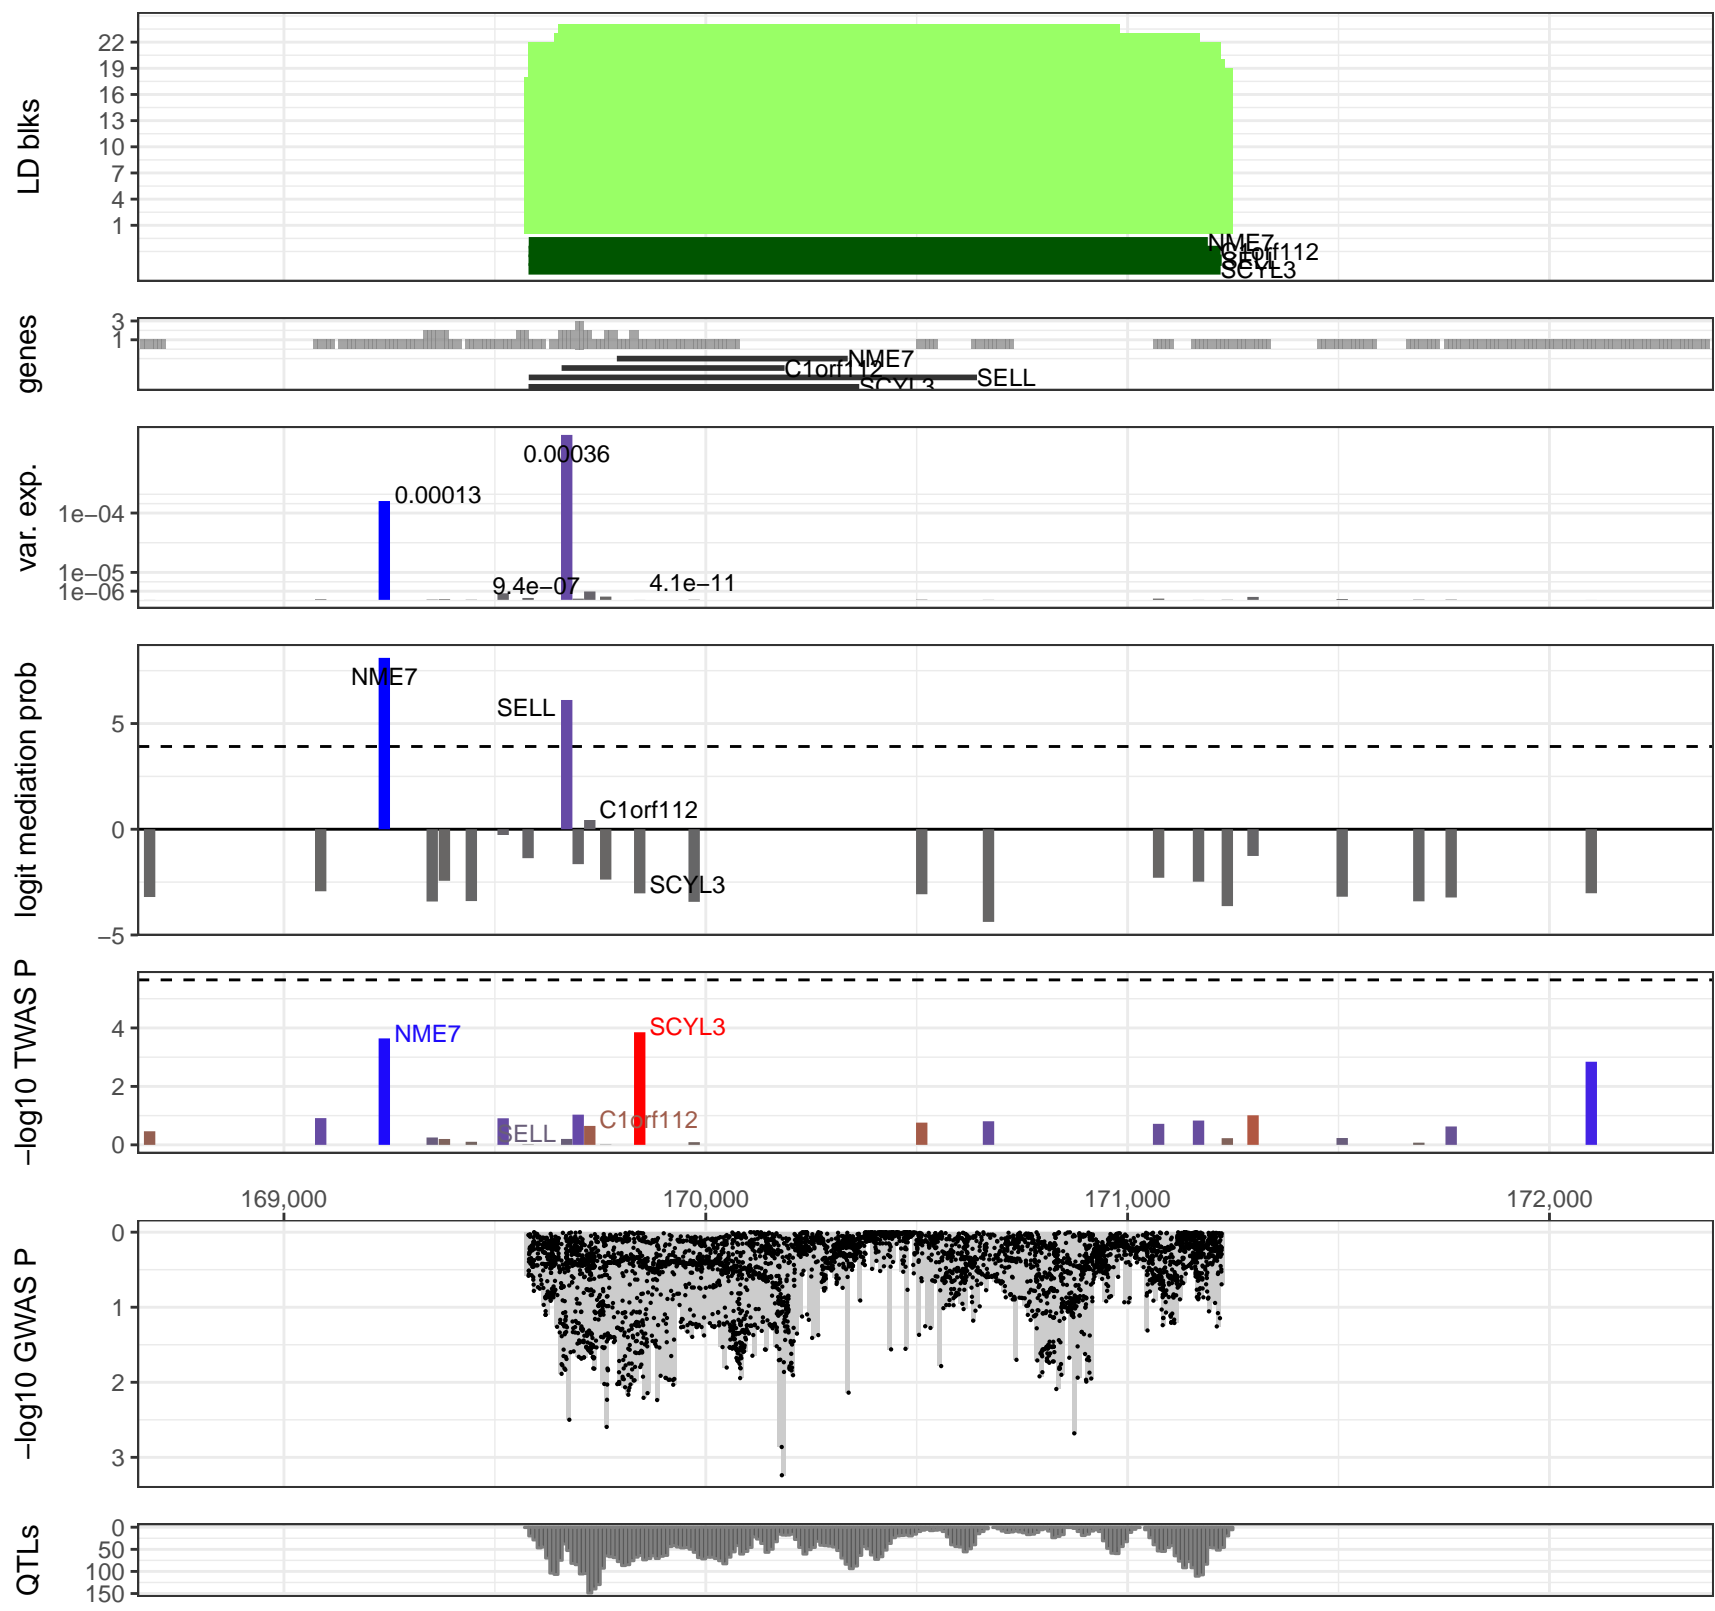 LD blks
22
19
16
13
10
7
4
1
NME7
C1orf112
SELL
SCYL3
genes
3
1
NME7
C1orf112
SELL
SCYL3
var. exp.
1e−04
1e−05
1e−06
0.00013
0.00036
9.4e−07
4.1e−11
logit mediation prob
5
0
−5
NME7
SELL
C1orf112
SCYL3
−log10 TWAS P
4
2
0
NME7
SCYL3
SELL
C1orf112
169,000 170,000 171,000 172,000
−log10 GWAS P
0
1
2
3
QTLs
0
50
100
150